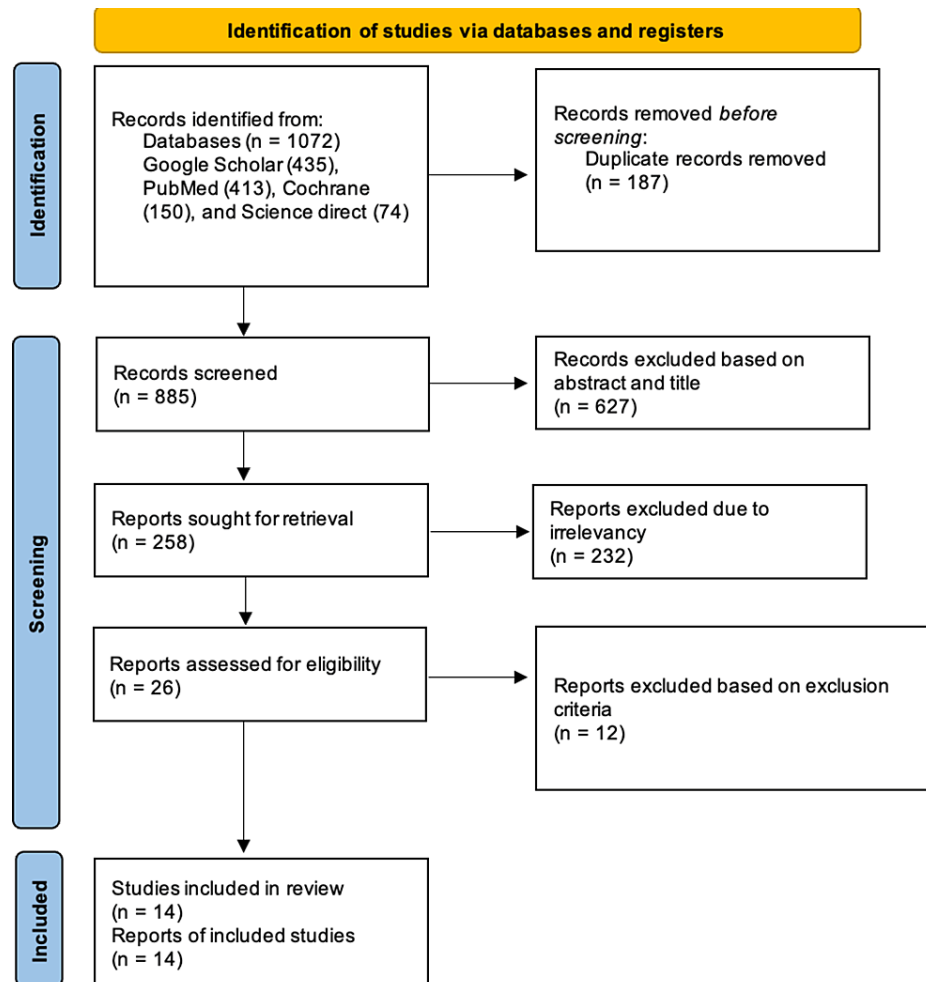 Identification of studies via databases and registers
Identification
Records identified from:
Databases (n = 1072)
Google Scholar (435),
PubMed (413), Cochrane
(150), and Science direct (74)
Records removed before
screening:
Duplicate records removed
(n = 187)
Screening
Records screened
(n = 885)
Records excluded based on
abstract and title
(n = 627)
Reports sought for retrieval
(n = 258)
Reports excluded due to
irrelevancy
(n = 232)
Reports assessed for eligibility
(n = 26)
Reports excluded based on exclusion
criteria
(n = 12)
Included
Studies included in review
(n = 14)
Reports of included studies
(n = 14)